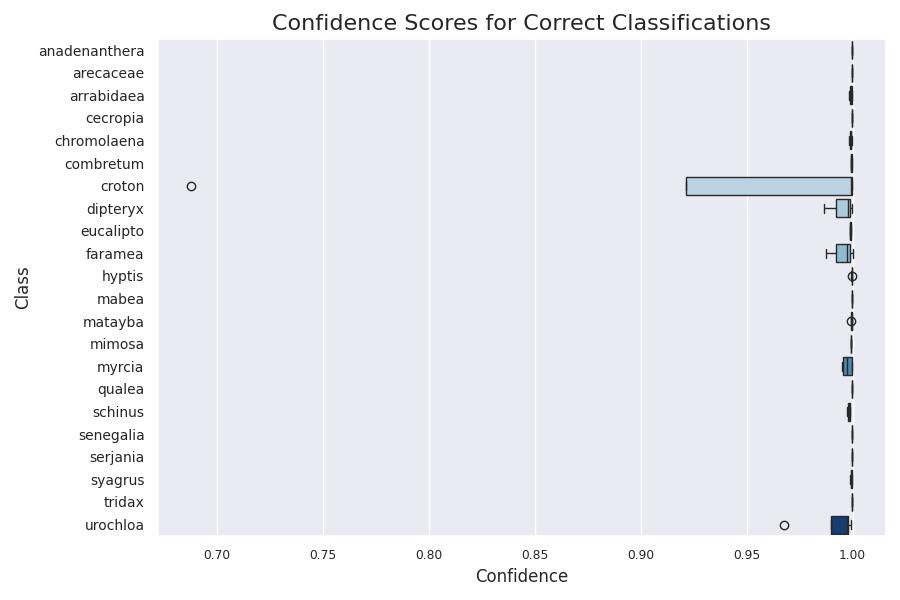 Confidence Scores for Correct Classifications
anadenanthera
arecaceae
arrabidaea
cecropia
chromolaena
combretum
croton
dipteryx
eucalipto
faramea
hyptis
mabea
matayba
mimosa
myrcia
qualea
schinus
senegalia
serjania
syagrus
tridax
urochloa
Class
0.70 0.75 0.80 0.85 0.90 0.95 1.00
Confidence